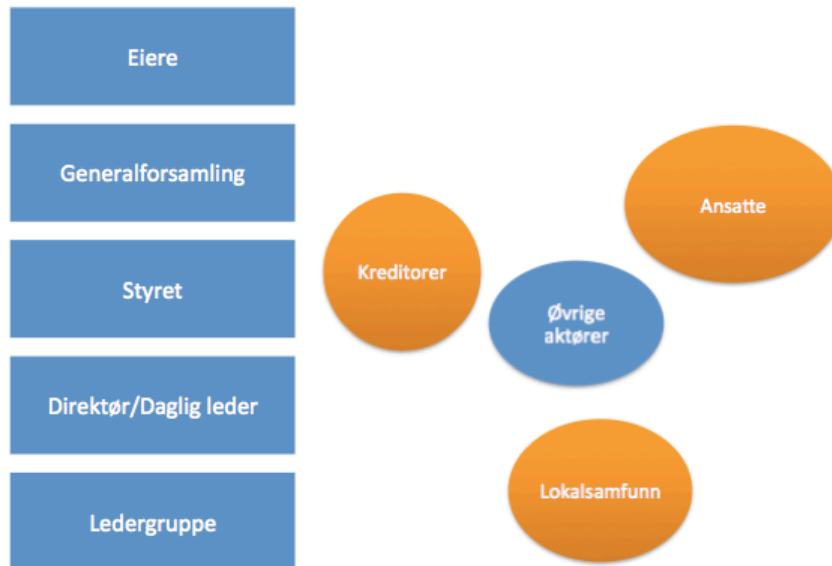 Eiere
Generalforsamling
Styret
Direktør/Daglig leder
Ledergruppe
Kreditorer
Øvrige
aktører
Ansatte
Lokalsamfunn